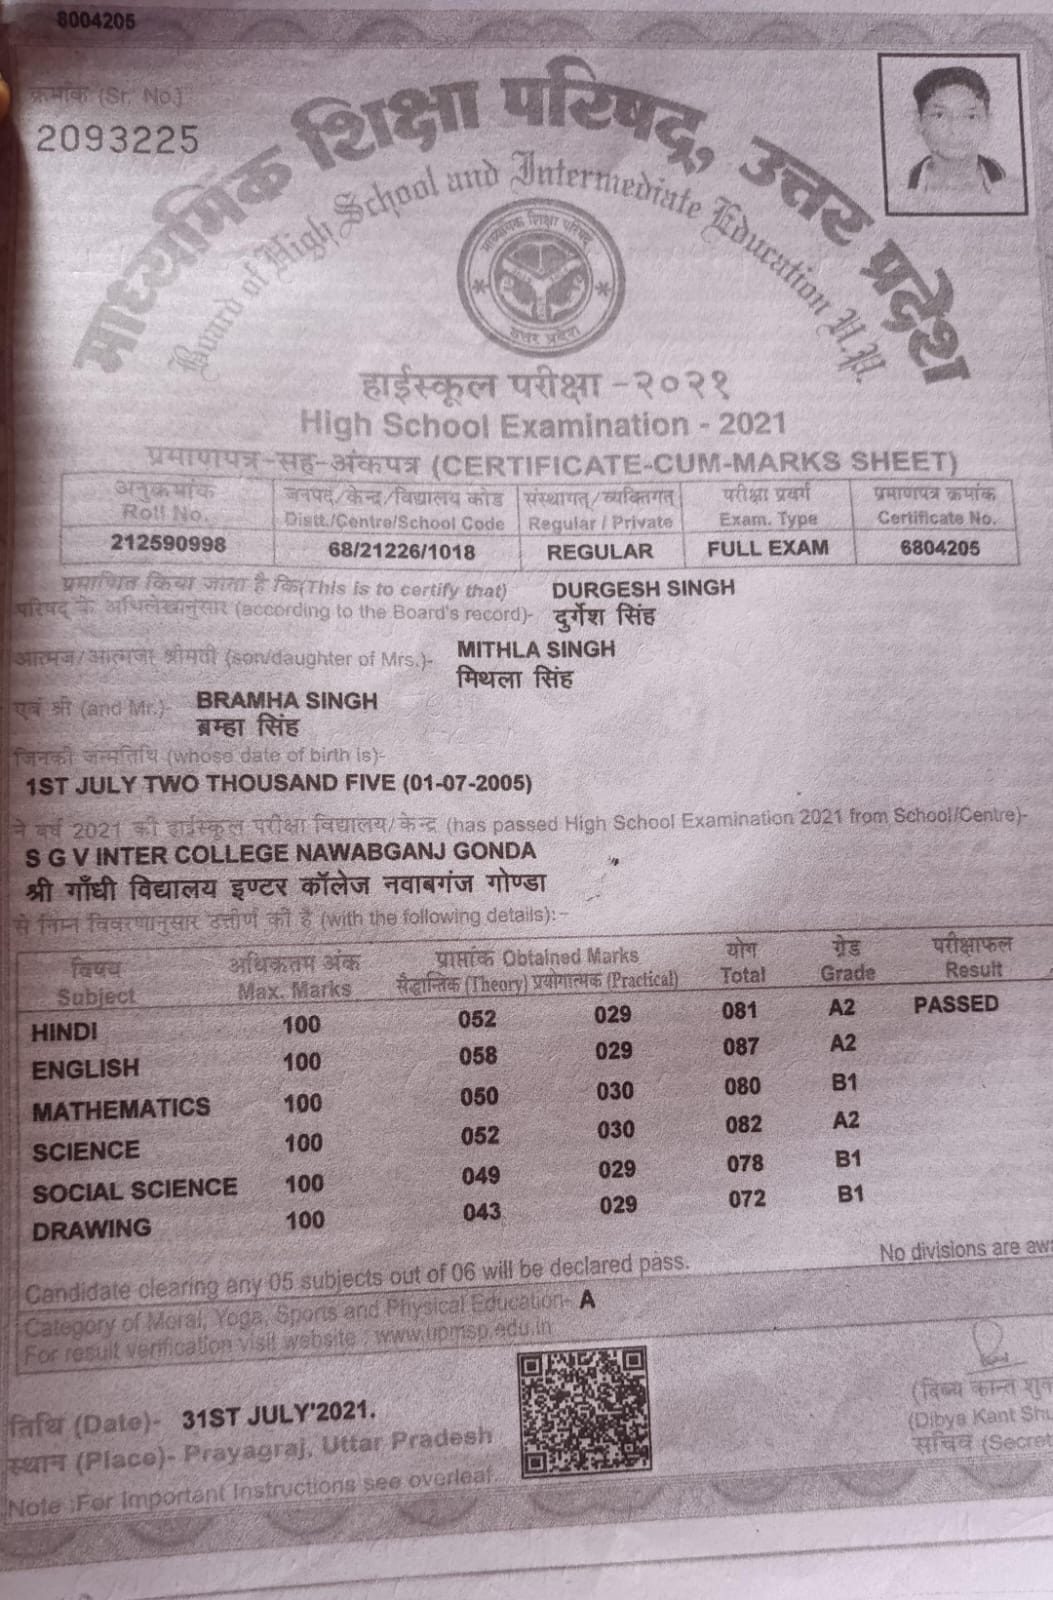 8004205
क्रमांक (Sr. No.)
2093225
माध्यमिक शिक्षा परिषद, उत्तर प्रदेश
Board of High School and Intermediate Education U.P.
माध्यमिक शिक्षा परिषद्
उत्तर प्रदेश
हाईस्कूल परीक्षा -२०२१
High School Examination - 2021
प्रमाणपत्र-सह-अंकपत्र (CERTIFICATE-CUM-MARKS SHEET)
अनुक्रमांक जनपद/केन्द्र/विद्यालय कोड संस्थागत/व्यक्तिगत परीक्षा प्रवर्ग प्रमाणपत्र क्रमांक
Roll No. Distt./Centre/School Code Regular / Private Exam. Type Certificate No.
212590998 68/21226/1018 REGULAR FULL EXAM 6804205
प्रमाणित किया जाता है कि(This is to certify that) DURGESH SINGH
परिषद के अभिलेखानुसार (according to the Board's record)- दुर्गेश सिंह
आत्मज/आत्मजा श्रीमती (son/daughter of Mrs.)- MITHLA SINGH
मिथला सिंह
एवं श्री (and Mr.)- BRAMHA SINGH
ब्रम्हा सिंह
जिनकी जन्मतिथि (whose date of birth is)-
1ST JULY TWO THOUSAND FIVE (01-07-2005)
ने वर्ष 2021 की हाईस्कूल परीक्षा विद्यालय/केन्द्र (has passed High School Examination 2021 from School/Centre)-
S G V INTER COLLEGE NAWABGANJ GONDA
श्री गाँधी विद्यालय इण्टर कॉलेज नवाबगंज गोण्डा
से निम्न विवरणानुसार उत्तीर्ण की है (with the following details):-
विषय अधिकतम अंक प्राप्तांक Obtained Marks योग ग्रेड परीक्षाफल
Subject Max. Marks सैद्धान्तिक (Theory) प्रयोगात्मक (Practical) Total Grade Result
HINDI 100 052 029 081 A2 PASSED
ENGLISH 100 058 029 087 A2
MATHEMATICS 100 050 030 080 B1
SCIENCE 100 052 030 082 A2
SOCIAL SCIENCE 100 049 029 078 B1
DRAWING 100 043 029 072 B1
Candidate clearing any 05 subjects out of 06 will be declared pass. No divisions are awa
Category of Moral, Yoga, Sports and Physical Education- A
For result verification visit website : www.upmsp.edu.in
तिथि (Date)- 31ST JULY'2021.
स्थान (Place)- Prayagraj, Uttar Pradesh
(दिव्य कान्त शुक
(Dibya Kant Shu
सचिव (Secret
Note :For Important Instructions see overleaf.